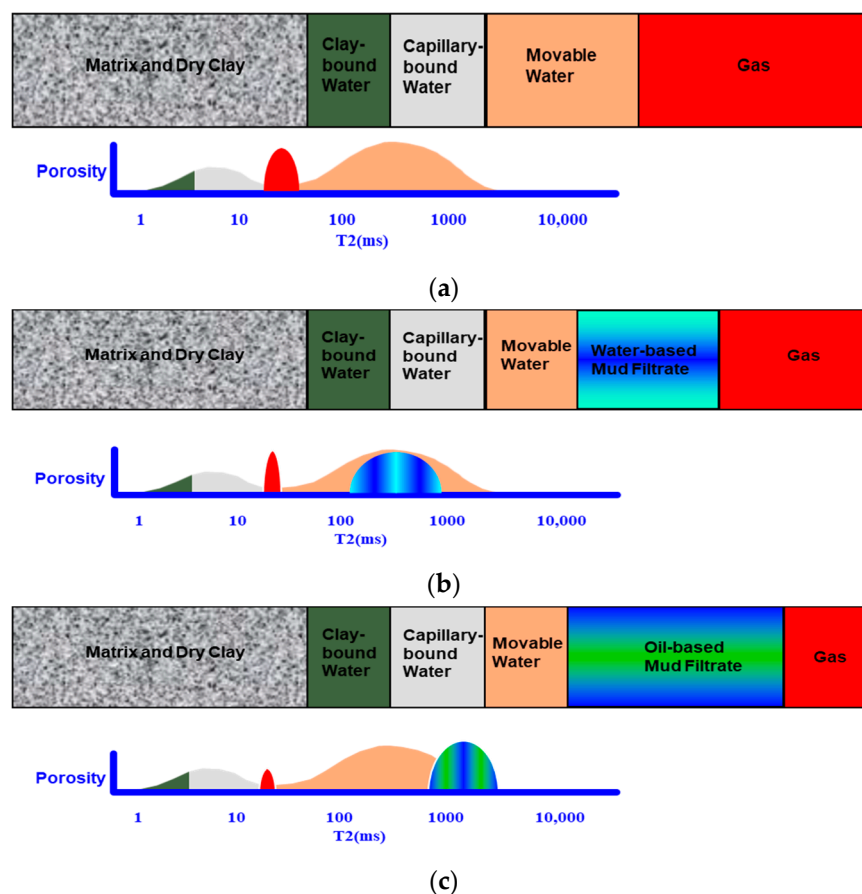 Matrix and Dry Clay
Clay-
bound
Water
Capillary-
bound
Water
Movable
Water
Gas
Porosity
1 10 100 1000 10,000
T2(ms)
(a)
Matrix and Dry Clay
Clay-
bound
Water
Capillary-
bound
Water
Movable
Water
Water-based
Mud Filtrate
Gas
Porosity
1 10 100 1000 10,000
T2(ms)
(b)
Matrix and Dry Clay
Clay-
bound
Water
Capillary-
bound
Water
Movable
Water
Oil-based
Mud Filtrate
Gas
Porosity
1 10 100 1000 10,000
T2(ms)
(c)